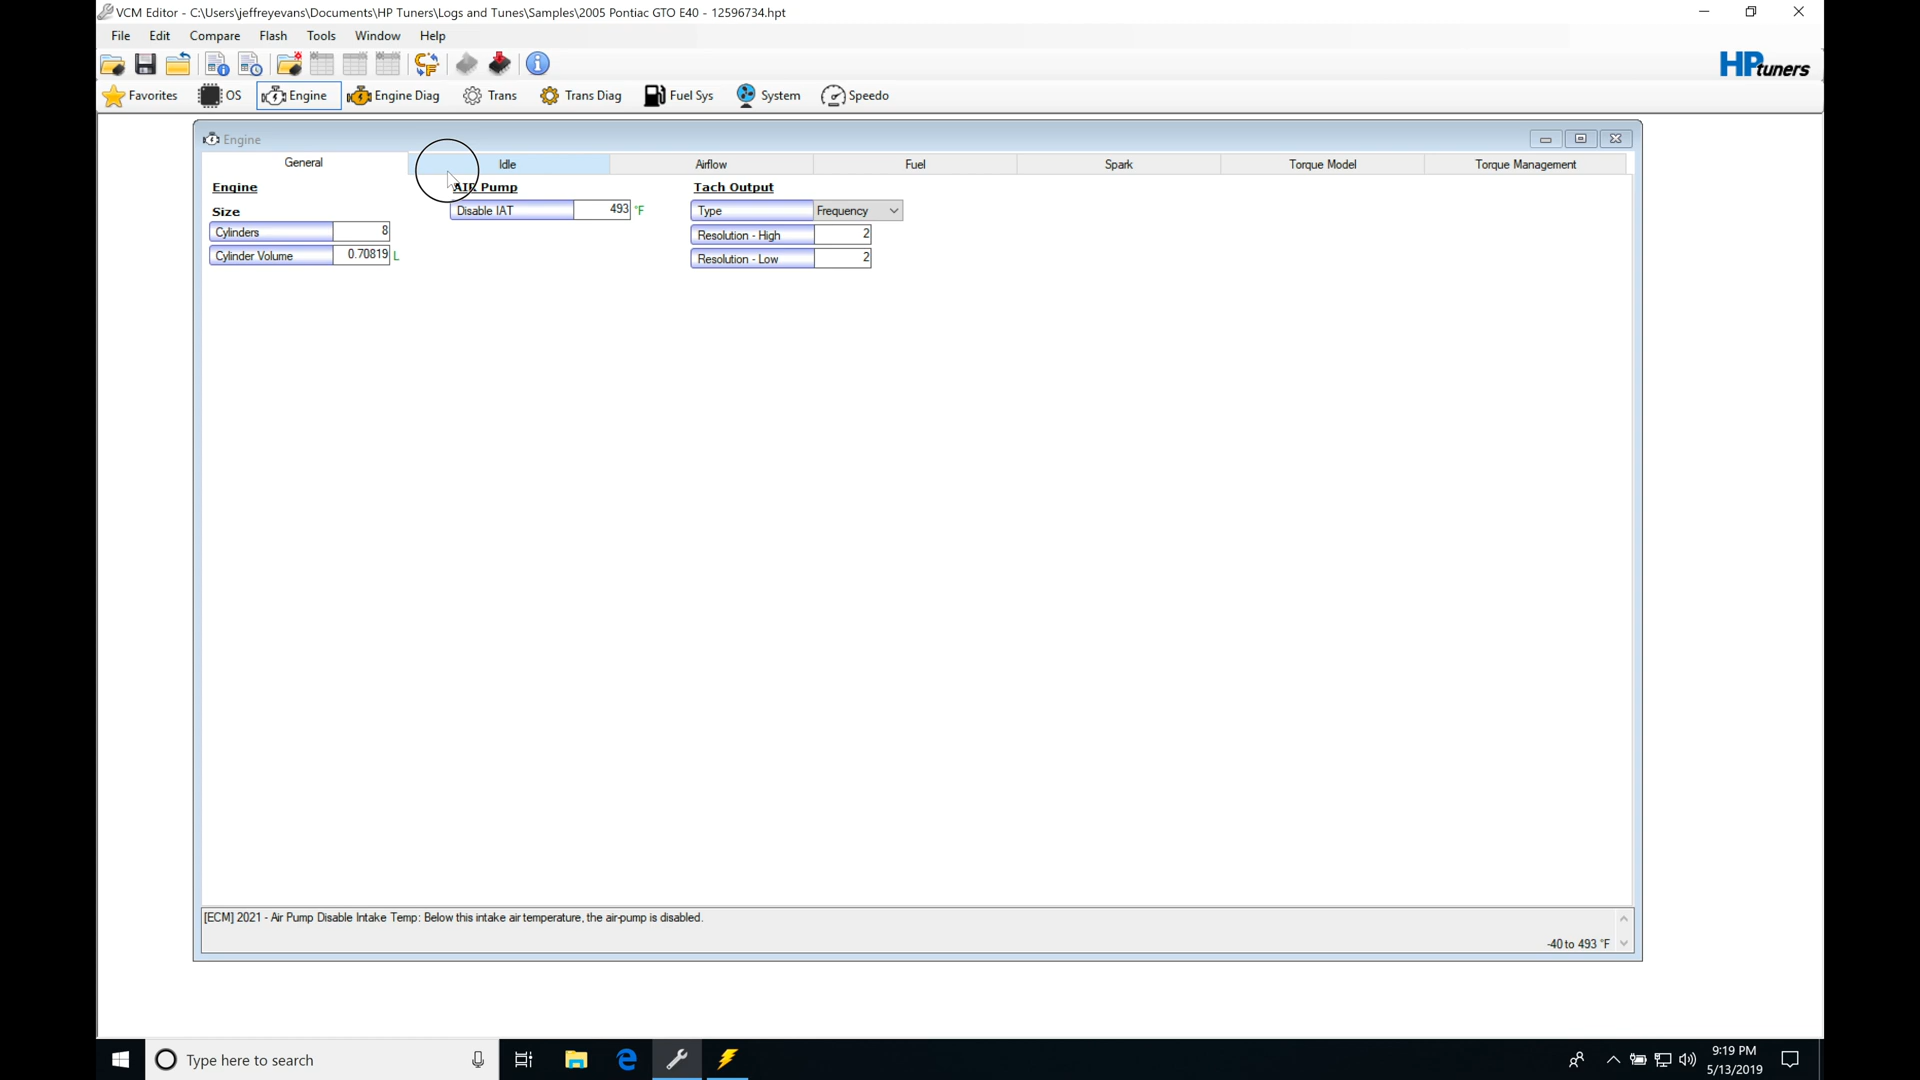 VCM Editor - C:\Users\jeffreyevans\Documents\HP Tuners\Logs and Tunes\Samples\2005 Pontiac GTO E40 - 12596734.hpt
File Edit Compare Flash Tools Window Help
HPtuners
Favorites OS Engine Engine Diag Trans Trans Diag Fuel Sys System Speedo
Engine
General Idle Airflow Fuel Spark Torque Model Torque Management
Engine AIR Pump Tach Output
Size Disable IAT 493 °F Type Frequency
Cylinders 8 Resolution - High 2
Cylinder Volume 0.70819 L Resolution - Low 2
[ECM] 2021 - Air Pump Disable Intake Temp: Below this intake air temperature, the air-pump is disabled.
-40 to 493 °F
Type here to search
9:19 PM
5/13/2019